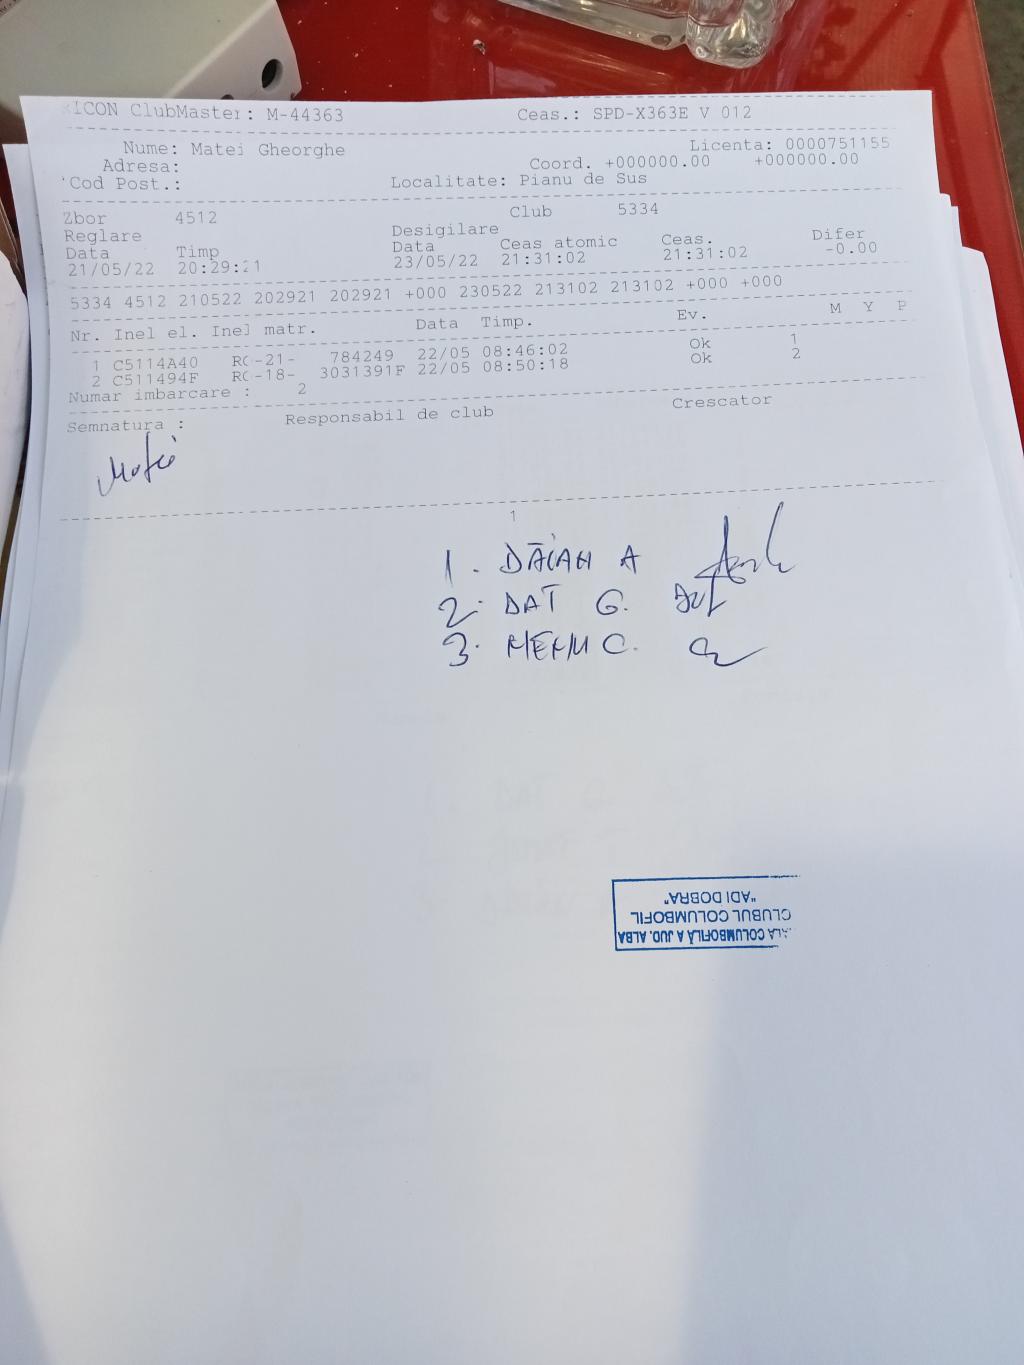 RICON ClubMaster: M-44363 Ceas.: SPD-X363E V 012
Nume: Matei Gheorghe Licenta: 0000751155
Adresa: Coord. +000000.00 +000000.00
Cod Post.: Localitate: Pianu de Sus
Zbor 4512 Club 5334
Reglare Desigilare
Data Timp Data Ceas atomic Ceas. Difer
21/05/22 20:29:21 23/05/22 21:31:02 21:31:02 -0.00
5334 4512 210522 202921 202921 +000 230522 213102 213102 +000 +000
Nr. Inel el. Inel matr. Data Timp. Ev. M Y P
1 C5114A40 RO-21- 784249 22/05 08:46:02 Ok 1
2 C511494F RO-18- 3031391F 22/05 08:50:18 Ok 2
Numar imbarcare : 2
Semnatura : Responsabil de club Crescator
Matei
1
1. DĂIAN A
2. DAT G.
3. C.
ALA COLUMBOFILĂ A JUD. ALBA
CLUBUL COLUMBOFIL
"ADI DOBRA"